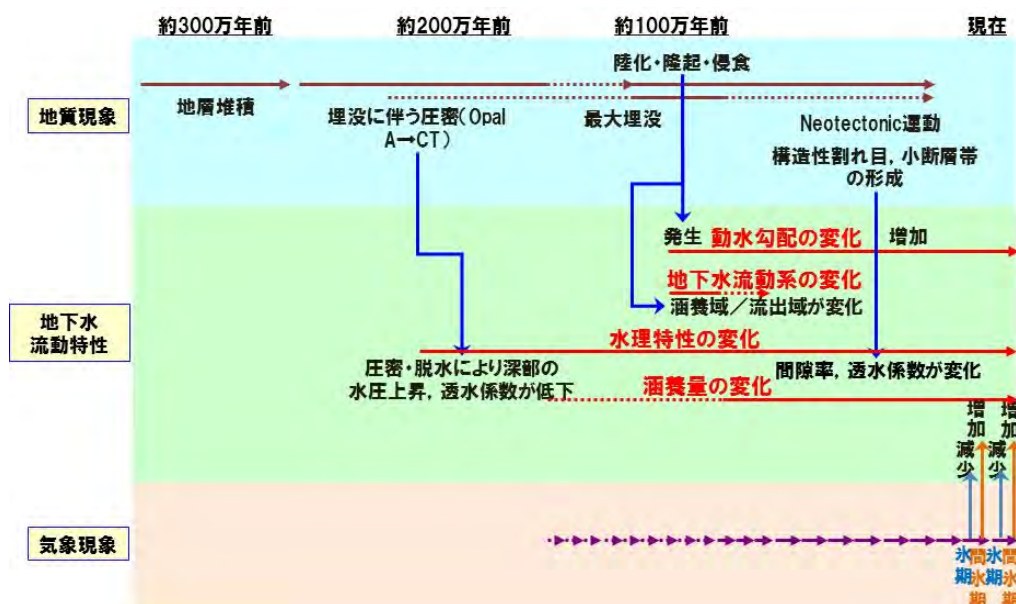 約300万年前
約200万年前
約100万年前
現在
陸化・隆起・侵食
地質現象
地層堆積
埋没に伴う圧密(Opal
A→CT)
最大埋没
Neotectonic運動
構造性割れ目，小断層帯
の形成
発生
動水勾配の変化
増加
地下水流動系の変化
涵養域／流出域が変化
地下水
流動特性
水理特性の変化
圧密・脱水により深部の
水圧上昇，透水係数が低下
間隙率，透水係数が変化
涵養量の変化
減少
増加
減少
増加
気象現象
氷期
間氷期
氷期
間氷期